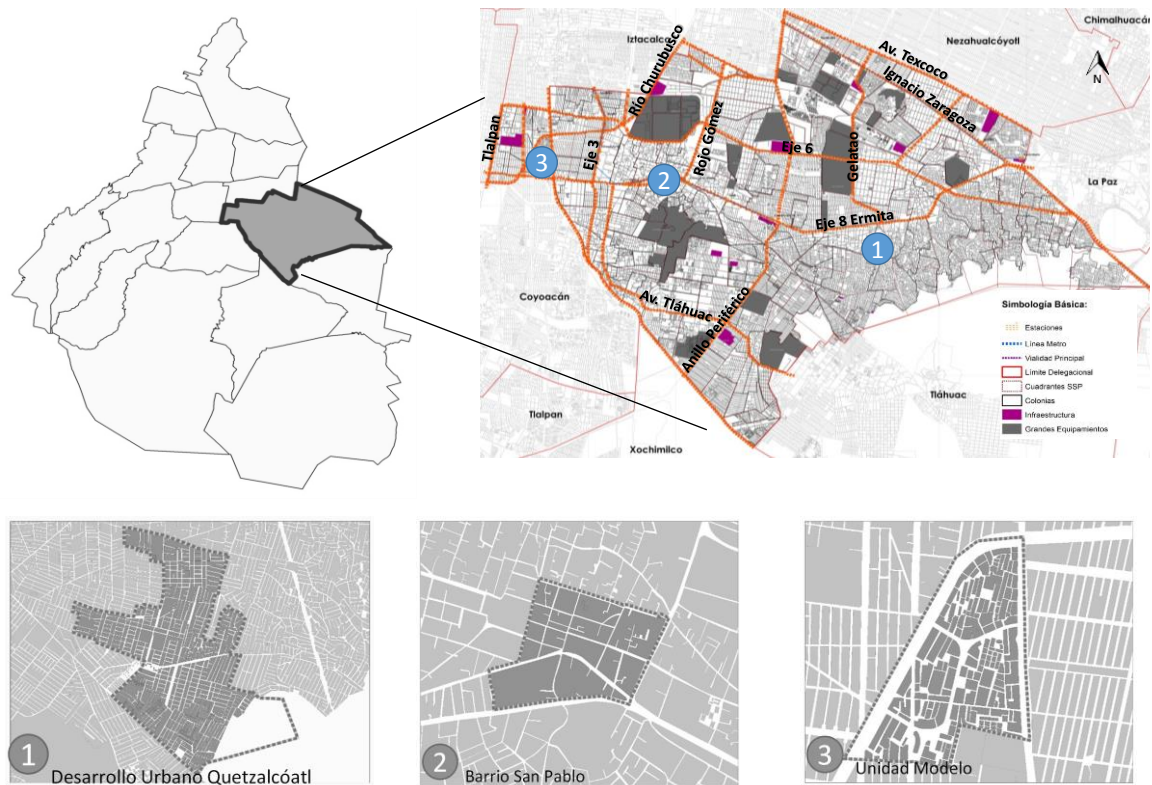 Chimalhuacán
Iztacalco
Nezahualcóyotl
Av. Texcoco
Ignacio Zaragoza
N
Río Churubusco
Tlalpan
Eje 3
Rojo Gómez
Eje 6
Gelatao
La Paz
3
2
Eje 8 Ermita
1
Coyoacán
Av. Tláhuac
Anillo Periférico
Tlalpan
Xochimilco
Tláhuac
Simbología Básica:
Estaciones
Línea Metro
Vialidad Principal
Límite Delegacional
Cuadrantes SSP
Colonias
Infraestructura
Grandes Equipamientos
1
Desarrollo Urbano Quetzalcóatl
2
Barrio San Pablo
3
Unidad Modelo